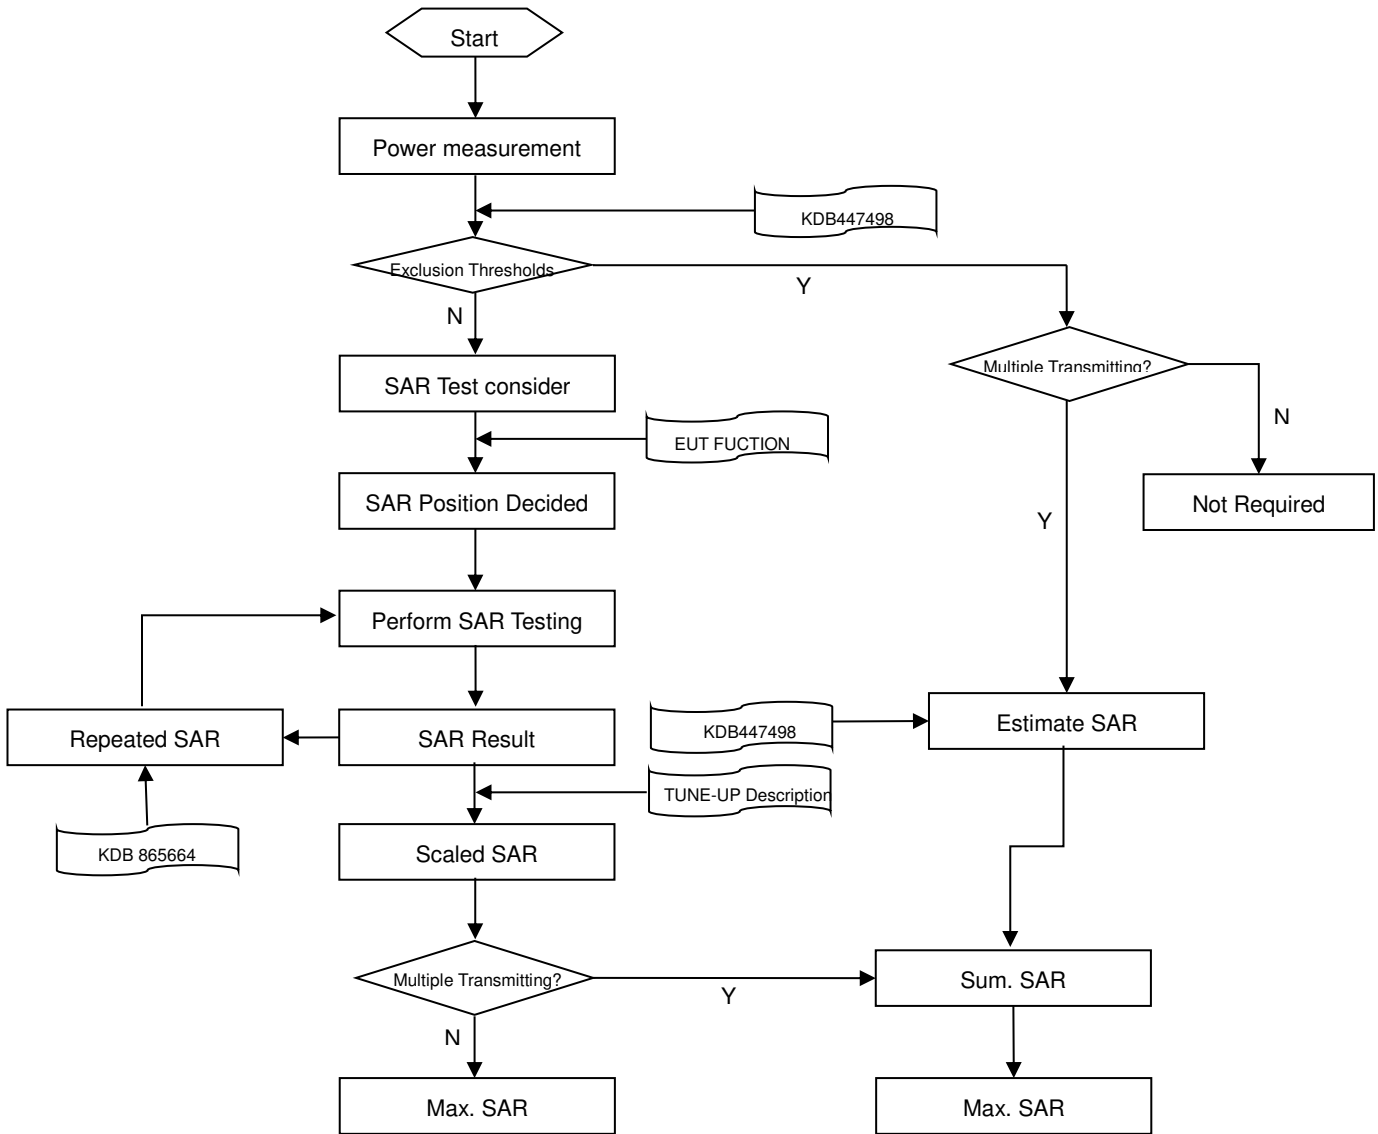 Start
Power measurement
KDB447498
Exclusion Thresholds
Y
N
Multiple Transmitting?
SAR Test consider
N
EUT FUCTION
SAR Position Decided
Not Required
Y
Perform SAR Testing
Repeated SAR
SAR Result
KDB447498
Estimate SAR
TUNE-UP Description
KDB 865664
Scaled SAR
Multiple Transmitting?
Y
Sum. SAR
N
Max. SAR
Max. SAR